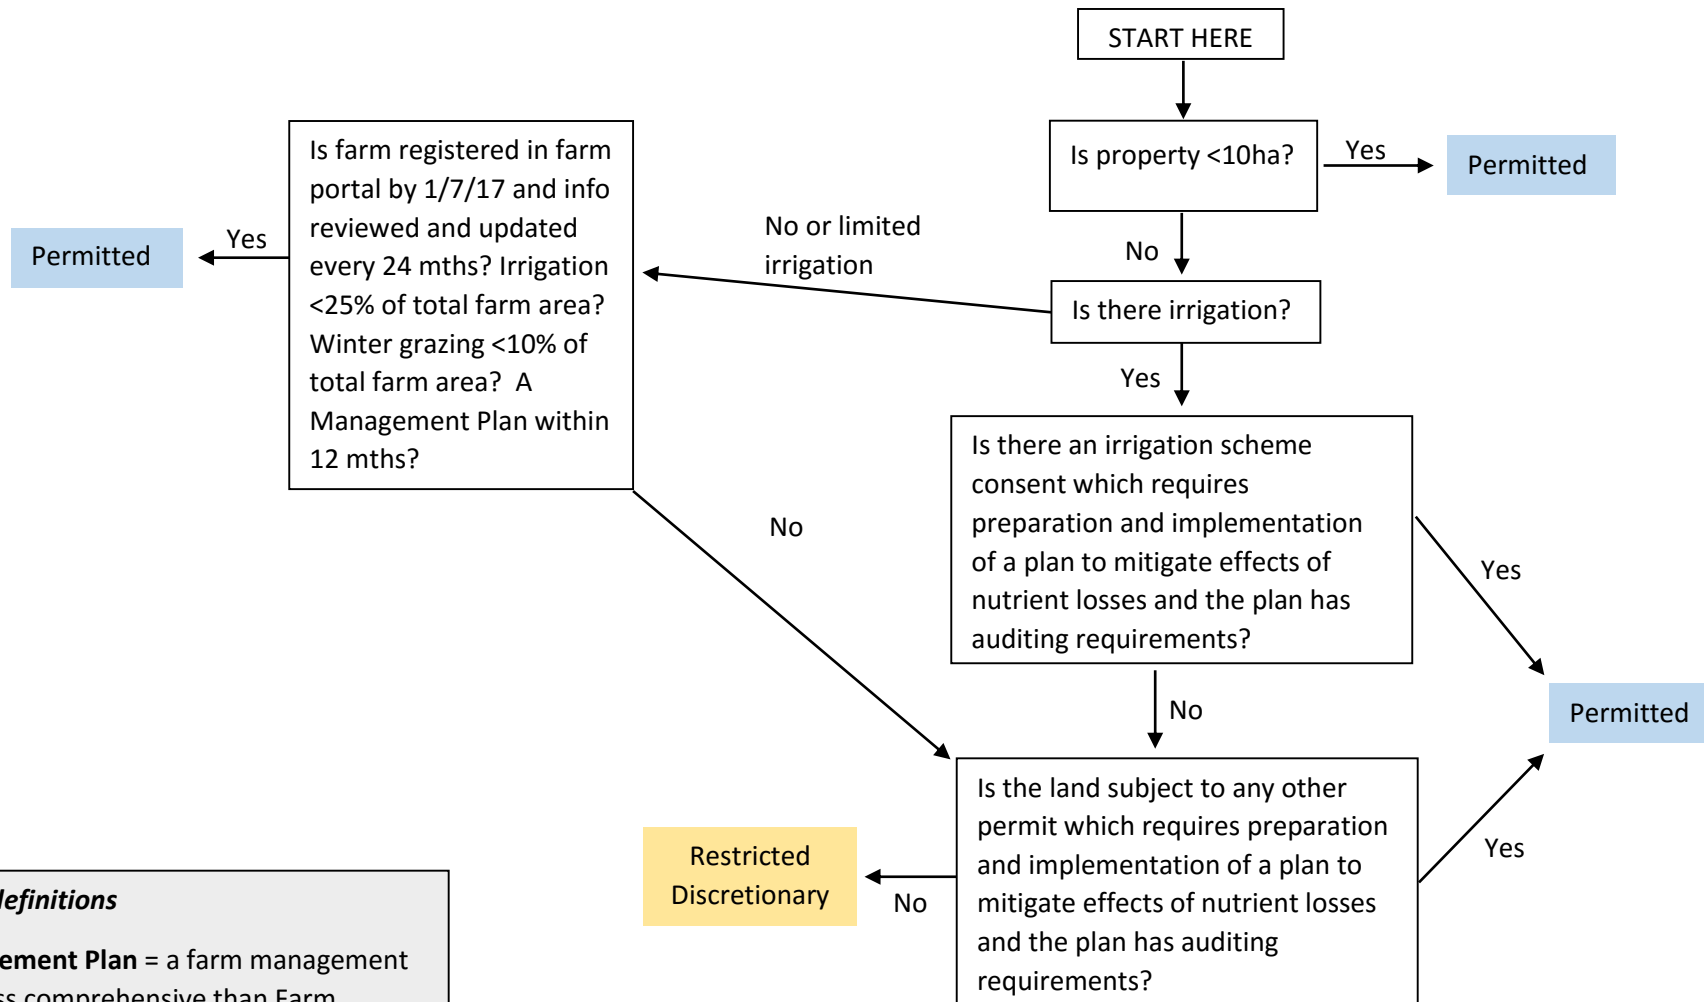 START HERE
Is property <10ha?
Yes
Permitted
No
Is there irrigation?
No or limited
irrigation
Is farm registered in farm
portal by 1/7/17 and info
reviewed and updated
every 24 mths? Irrigation
<25% of total farm area?
Winter grazing <10% of
total farm area?  A
Management Plan within
12 mths?
Yes
Permitted
No
Yes
Is there an irrigation scheme
consent which requires
preparation and implementation
of a plan to mitigate effects of
nutrient losses and the plan has
auditing requirements?
Yes
Permitted
No
Is the land subject to any other
permit which requires preparation
and implementation of a plan to
mitigate effects of nutrient losses
and the plan has auditing
requirements?
Yes
No
Restricted
Discretionary
definitions
Plan = a farm management
comprehensive than Farm